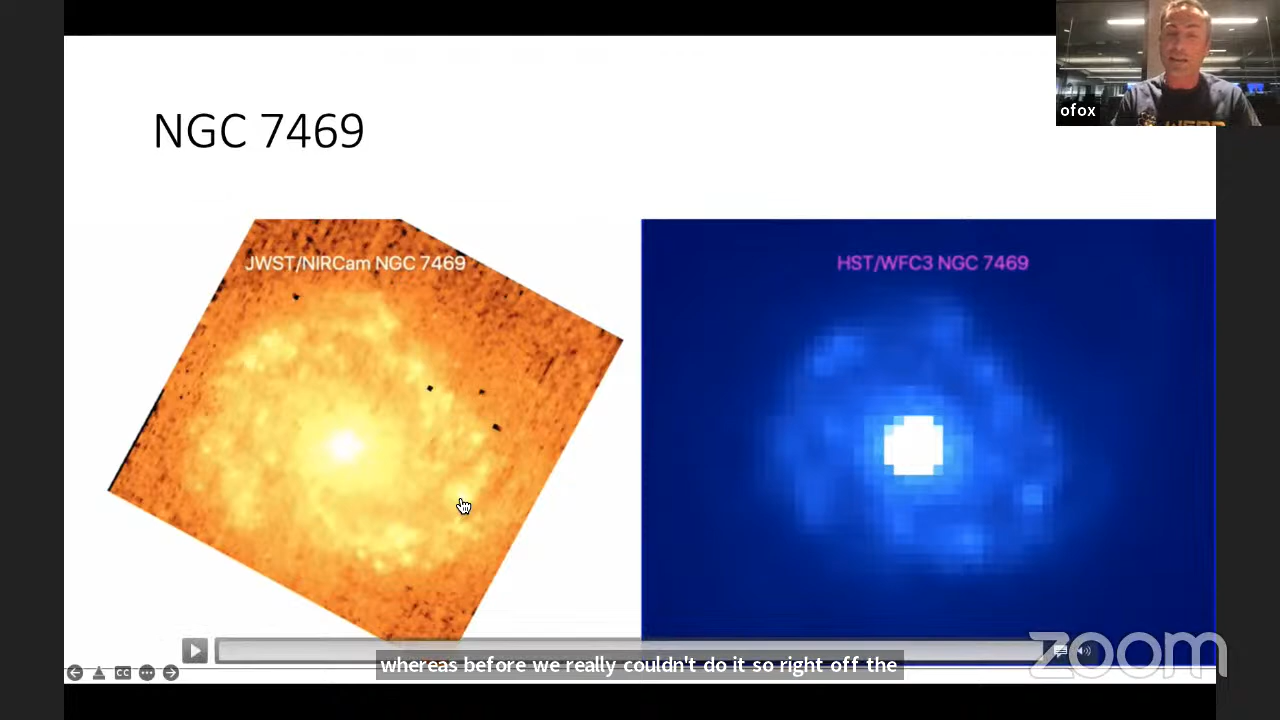 ofox
NGC 7469
JWST/NIRCam NGC 7469
HST/WFC3 NGC 7469
CC
whereas before we really couldn't do it so right off the
zoom